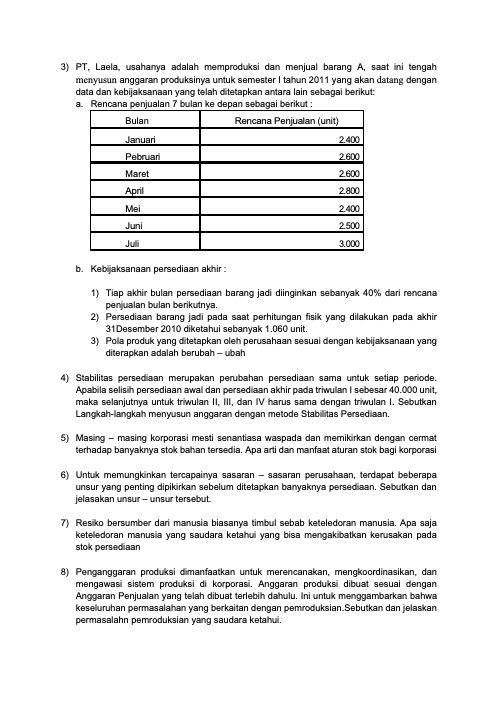 3) PT, Laela, usahanya adalah memproduksi dan menjual barang A, saat ini tengah
menyusun anggaran produksinya untuk semester I tahun 2011 yang akan datang dengan
data dan kebijaksanaan yang telah ditetapkan antara lain sebagai berikut:
a. Rencana penjualan 7 bulan ke depan sebagai berikut :
Bulan Rencana Penjualan (unit)
Januari 2.400
Pebruari 2.600
Maret 2.600
April 2.800
Mei 2.400
Juni 2.500
Juli 3.000
b. Kebijaksanaan persediaan akhir :
1) Tiap akhir bulan persediaan barang jadi diinginkan sebanyak 40% dari rencana
penjualan bulan berikutnya.
2) Persediaan barang jadi pada saat perhitungan fisik yang dilakukan pada akhir
31Desember 2010 diketahui sebanyak 1.060 unit.
3) Pola produk yang ditetapkan oleh perusahaan sesuai dengan kebijaksanaan yang
diterapkan adalah berubah – ubah
4) Stabilitas persediaan merupakan perubahan persediaan sama untuk setiap periode.
Apabila selisih persediaan awal dan persediaan akhir pada triwulan I sebesar 40.000 unit,
maka selanjutnya untuk triwulan II, III, dan IV harus sama dengan triwulan I. Sebutkan
Langkah-langkah menyusun anggaran dengan metode Stabilitas Persediaan.
5) Masing – masing korporasi mesti senantiasa waspada dan memikirkan dengan cermat
terhadap banyaknya stok bahan tersedia. Apa arti dan manfaat aturan stok bagi korporasi
6) Untuk memungkinkan tercapainya sasaran – sasaran perusahaan, terdapat beberapa
unsur yang penting dipikirkan sebelum ditetapkan banyaknya persediaan. Sebutkan dan
jelasakan unsur – unsur tersebut.
7) Resiko bersumber dari manusia biasanya timbul sebab keteledoran manusia. Apa saja
keteledoran manusia yang saudara ketahui yang bisa mengakibatkan kerusakan pada
stok persediaan
8) Penganggaran produksi dimanfaatkan untuk merencanakan, mengkoordinasikan, dan
mengawasi sistem produksi di korporasi. Anggaran produksi dibuat sesuai dengan
Anggaran Penjualan yang telah dibuat terlebih dahulu. Ini untuk menggambarkan bahwa
keseluruhan permasalahan yang berkaitan dengan pemroduksian.Sebutkan dan jelaskan
permasalahn pemroduksian yang saudara ketahui.